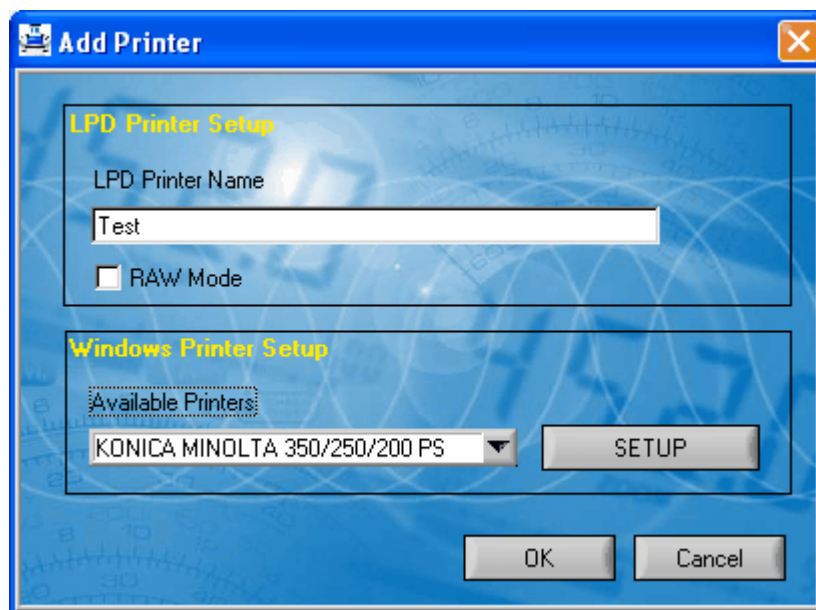 Add Printer
LPD Printer Setup
LPD Printer Name
Test
RAW Mode
Windows Printer Setup
Available Printers
KONICA MINOLTA 350/250/200 PS
SETUP
OK
Cancel